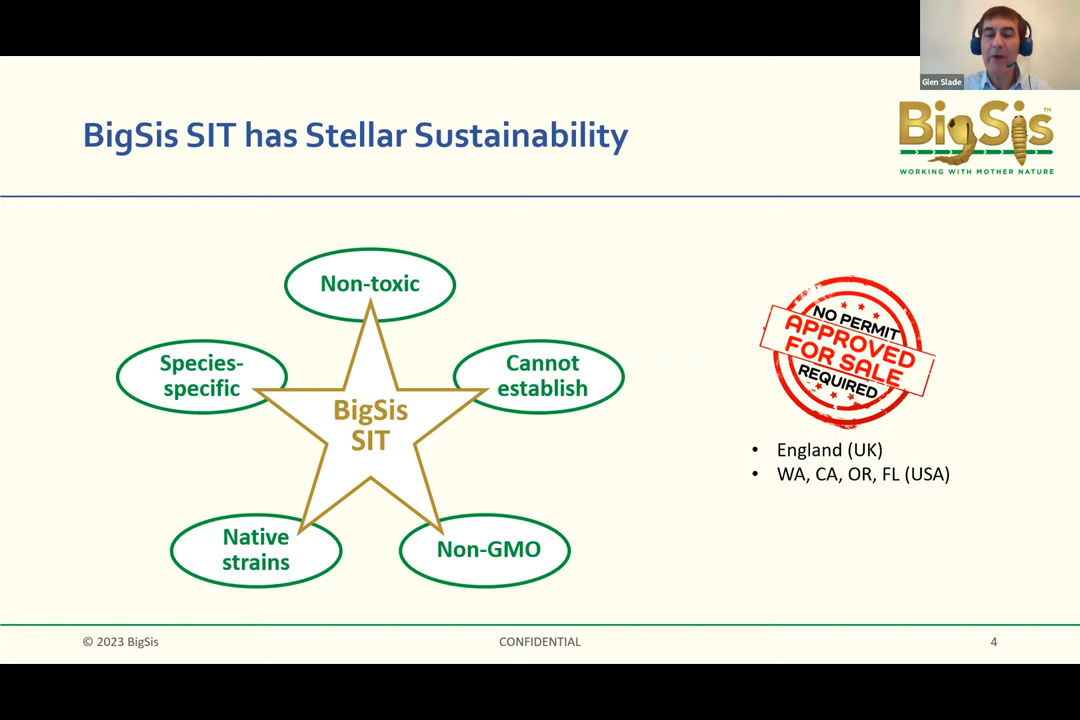 Glen Slade
BigSis SIT has Stellar Sustainability
BigSis™
WORKING WITH MOTHER NATURE
Non-toxic
Species-
specific
Cannot
establish
BigSis
SIT
Native
strains
Non-GMO
NO PERMIT
APPROVED
FOR SALE
REQUIRED
• England (UK)
• WA, CA, OR, FL (USA)
© 2023 BigSis
CONFIDENTIAL
4